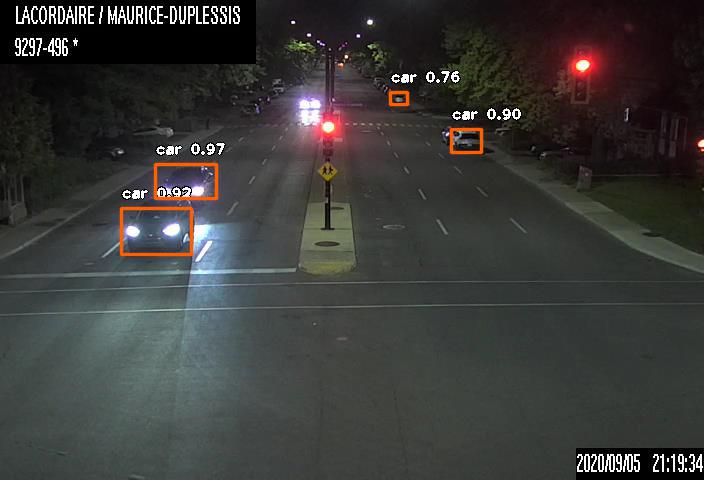 LACORDAIRE / MAURICE-DUPLESSIS
9297-496 *
car 0.76
car 0.90
car 0.97
car 0.92
2020/09/05 21:19:34